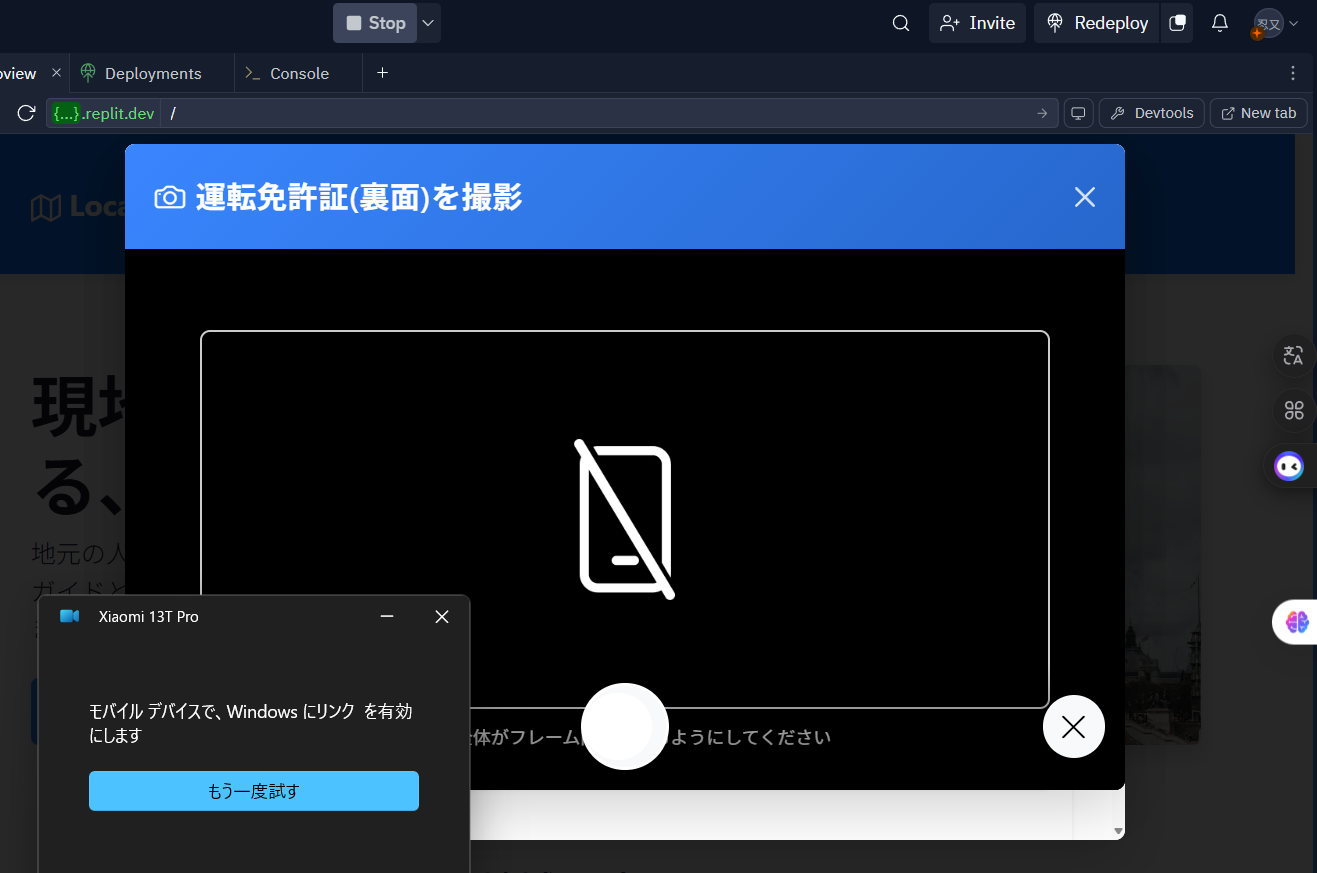 Stop
Invite
Redeploy
忍又
oview
Deployments
Console
{...}.replit.dev
/
Devtools
New tab
運転免許証(裏面)を撮影
Loca
現地
る、
地元の人
ガイドと
体がフレーム
ようにしてください
Xiaomi 13T Pro
モバイル デバイスで、Windows にリンク を有効
にします
もう一度試す